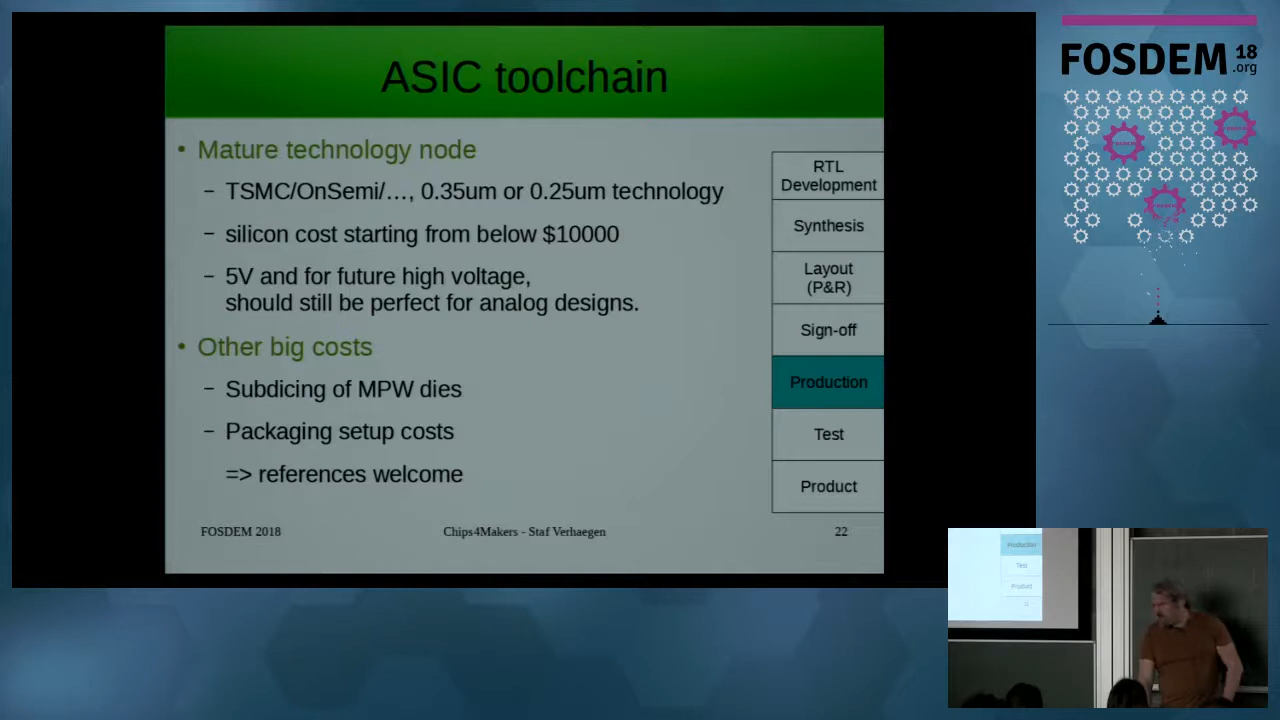 ASIC toolchain
• Mature technology node
– TSMC/OnSemi/…, 0.35um or 0.25um technology
– silicon cost starting from below $10000
– 5V and for future high voltage,
should still be perfect for analog designs.
• Other big costs
– Subdicing of MPW dies
– Packaging setup costs
=> references welcome
RTL
Development
Synthesis
Layout
(P&R)
Sign-off
Production
Test
Product
FOSDEM 2018
Chips4Makers - Staf Verhaegen
22
FOSDEM 18
.org
Production
Test
Product